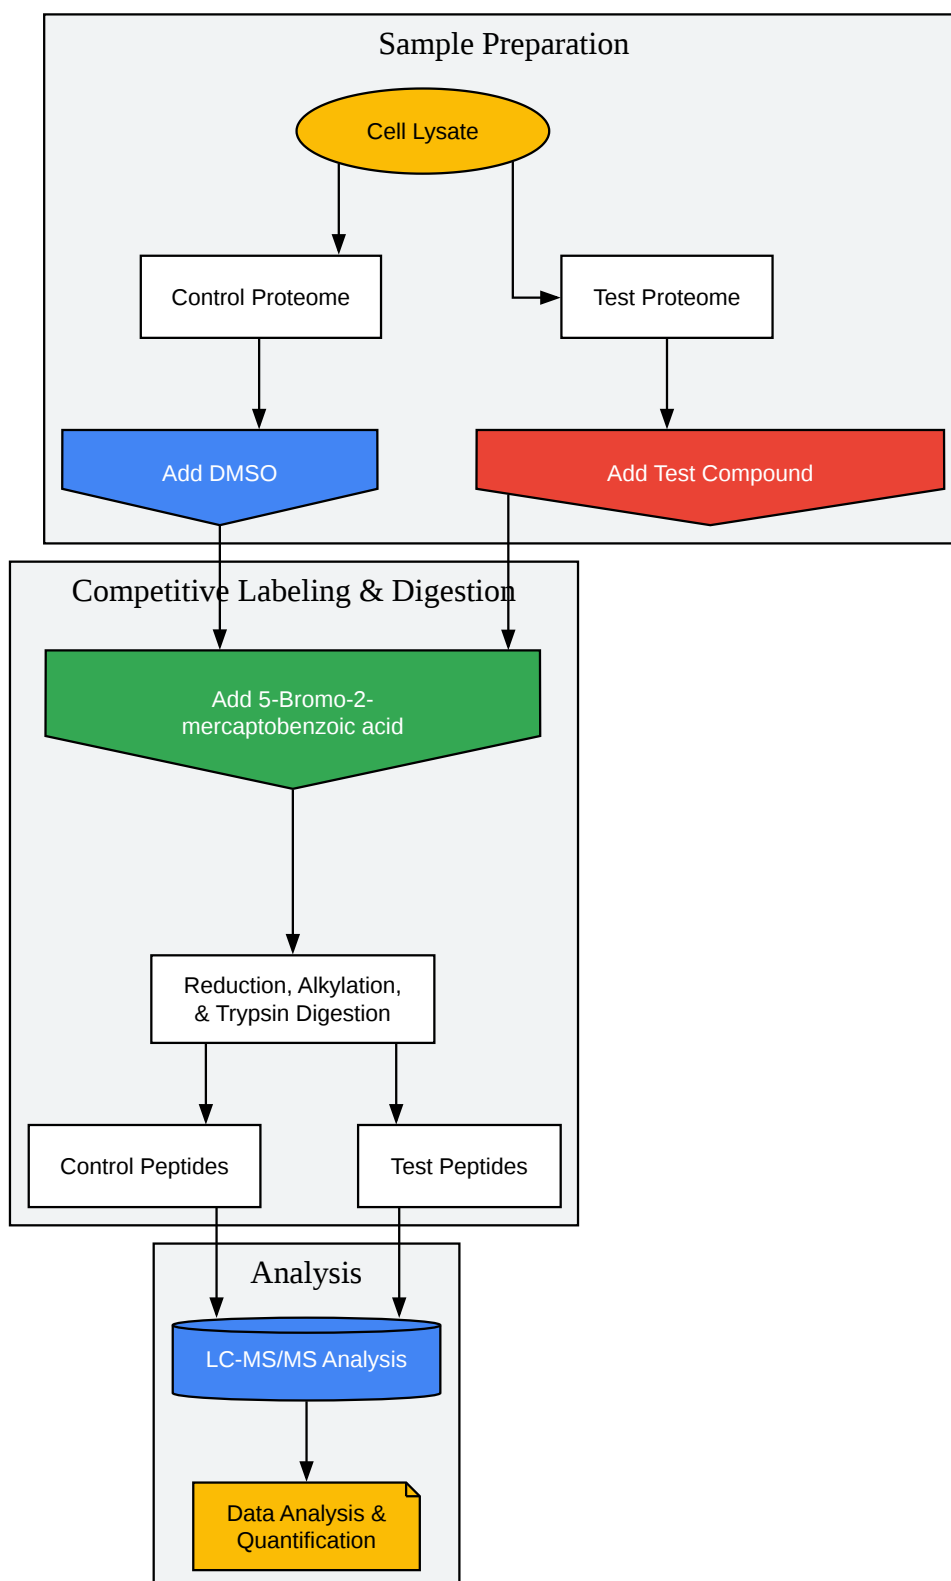 Sample Preparation
Cell Lysate
Control Proteome
Test Proteome
Add DMSO
Add Test Compound
Competitive Labeling & Digestion
Add 5-Bromo-2-
mercaptobenzoic acid
Reduction, Alkylation,
& Trypsin Digestion
Control Peptides
Test Peptides
Analysis
LC-MS/MS Analysis
Data Analysis &
Quantification